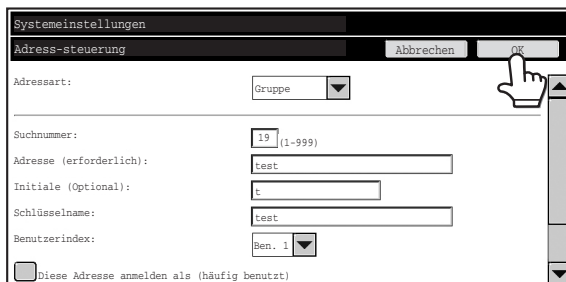 Systemeinstellungen
Adress-steuerung Abbrechen OK
Adressart: Gruppe
Suchnummer: 19 (1-999)
Adresse (erforderlich): test
Initiale (Optional): t
Schlüsselname: test
Benutzerindex: Ben. 1
Diese Adresse anmelden als (häufig benutzt)